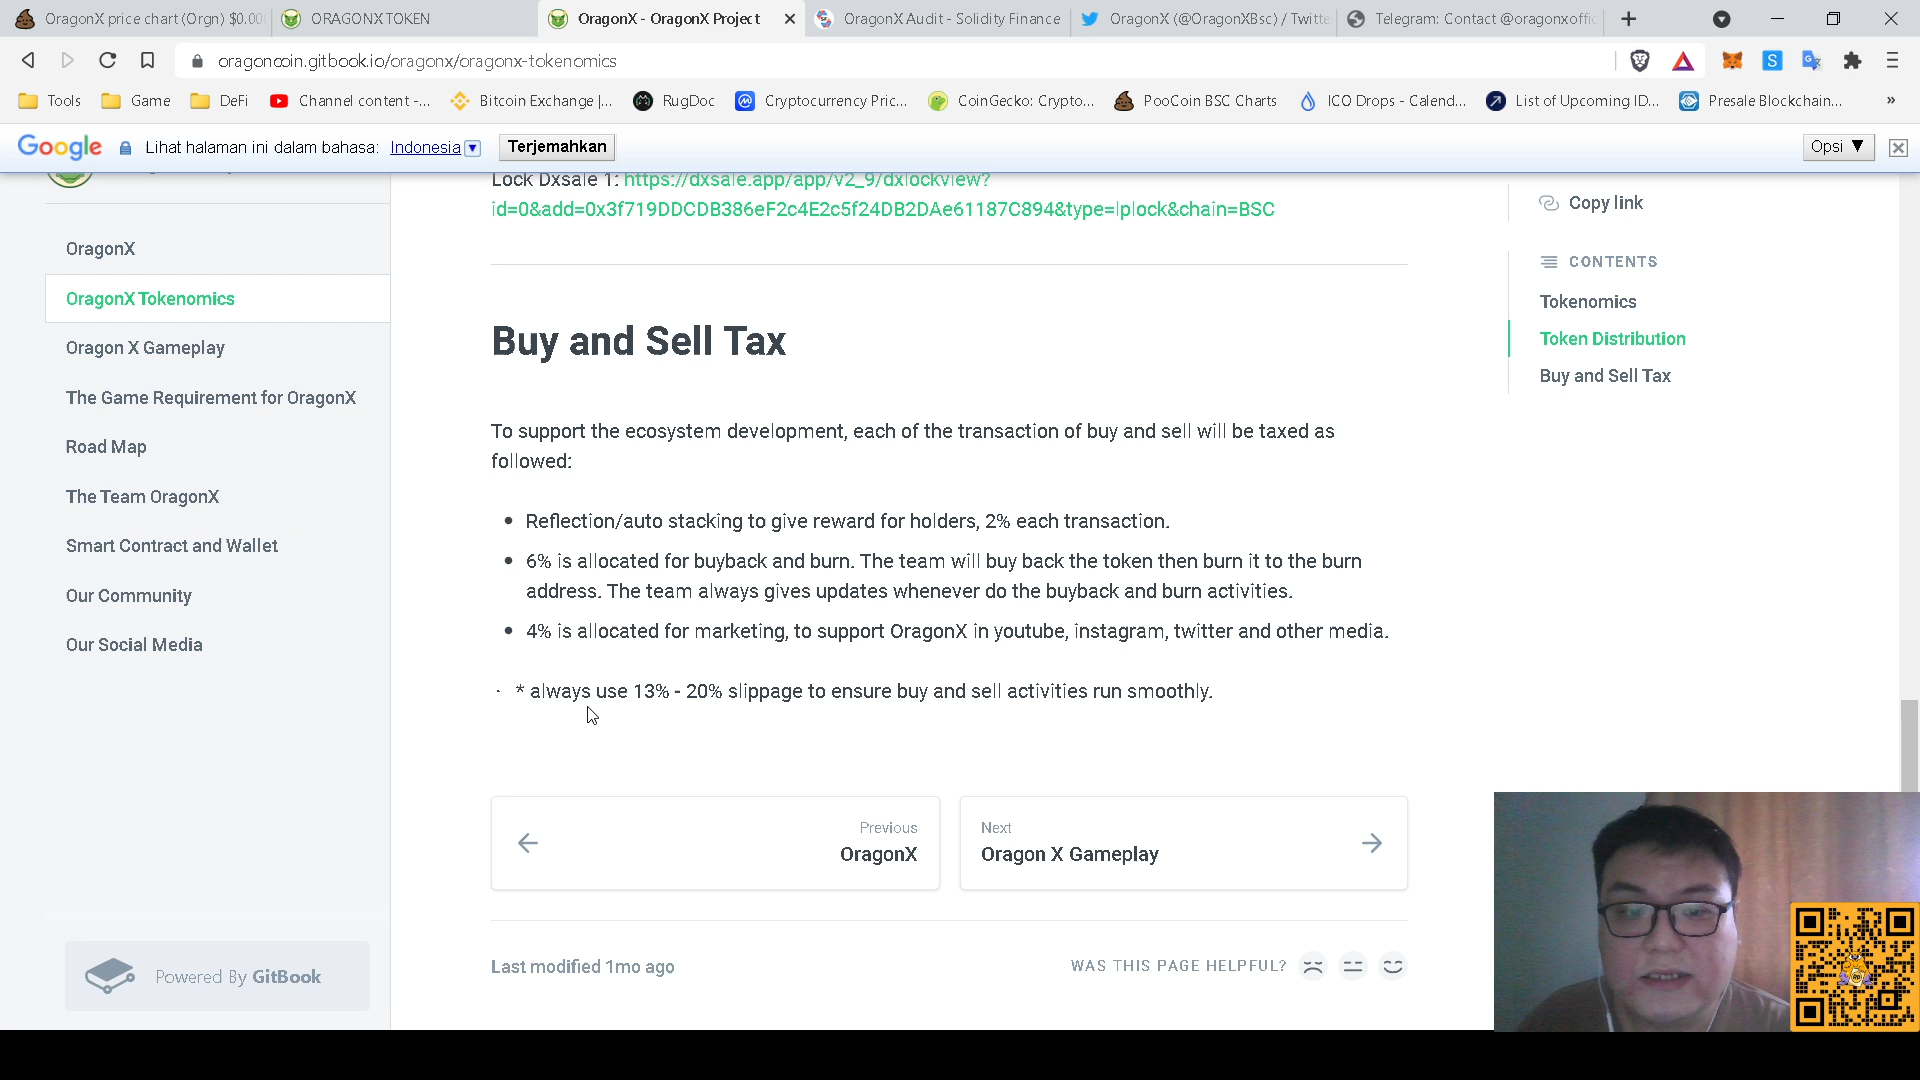 OragonX price chart (Orgn) $0.00
ORAGONX TOKEN
OragonX - OragonX Project
OragonX Audit - Solidity Finance
OragonX (@OragonXBsc) / Twitte
Telegram: Contact @oragonxoffic
oragoncoin.gitbook.io/oragonx/oragonx-tokenomics
Tools
Game
DeFi
Channel content -...
Bitcoin Exchange |...
RugDoc
Cryptocurrency Pric...
CoinGecko: Crypto...
PooCoin BSC Charts
ICO Drops - Calend...
List of Upcoming ID...
Presale Blockchain...
»
Google
Lihat halaman ini dalam bahasa: Indonesia
Terjemahkan
Opsi ▼
Lock Dxsale 1: https://dxsale.app/app/v2_9/dxlockview?
id=0&add=0x3f719DDCDB386eF2c4E2c5f24DB2DAe61187C894&type=lplock&chain=BSC
OragonX
OragonX Tokenomics
Oragon X Gameplay
The Game Requirement for OragonX
Road Map
The Team OragonX
Smart Contract and Wallet
Our Community
Our Social Media
Powered By GitBook
Buy and Sell Tax
To support the ecosystem development, each of the transaction of buy and sell will be taxed as
followed:
• Reflection/auto stacking to give reward for holders, 2% each transaction.
• 6% is allocated for buyback and burn. The team will buy back the token then burn it to the burn
address. The team always gives updates whenever do the buyback and burn activities.
• 4% is allocated for marketing, to support OragonX in youtube, instagram, twitter and other media.
· * always use 13% - 20% slippage to ensure buy and sell activities run smoothly.
Previous
OragonX
Next
Oragon X Gameplay
Last modified 1mo ago
WAS THIS PAGE HELPFUL?
Copy link
CONTENTS
Tokenomics
Token Distribution
Buy and Sell Tax